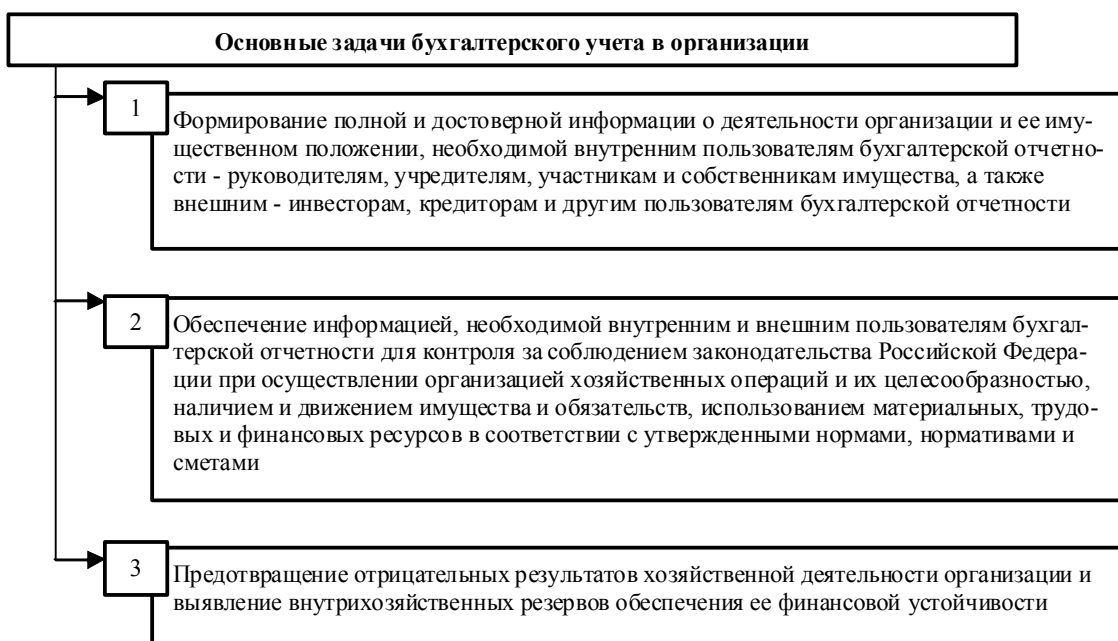 Основные задачи бухгалтерского учета в организации
1
Формирование полной и достоверной информации о деятельности организации и ее иму-
щественном положении, необходимой внутренним пользователям бухгалтерской отчетно-
сти - руководителям, учредителям, участникам и собственникам имущества, а также
внешним - инвесторам, кредиторам и другим пользователям бухгалтерской отчетности
2
Обеспечение информацией, необходимой внутренним и внешним пользователям бухгал-
терской отчетности для контроля за соблюдением законодательства Российской Федера-
ции при осуществлении организацией хозяйственных операций и их целесообразностью,
наличием и движением имущества и обязательств, использованием материальных, трудо-
вых и финансовых ресурсов в соответствии с утвержденными нормами, нормативами и
сметами
3
Предотвращение отрицательных результатов хозяйственной деятельности организации и
выявление внутрихозяйственных резервов обеспечения ее финансовой устойчивости